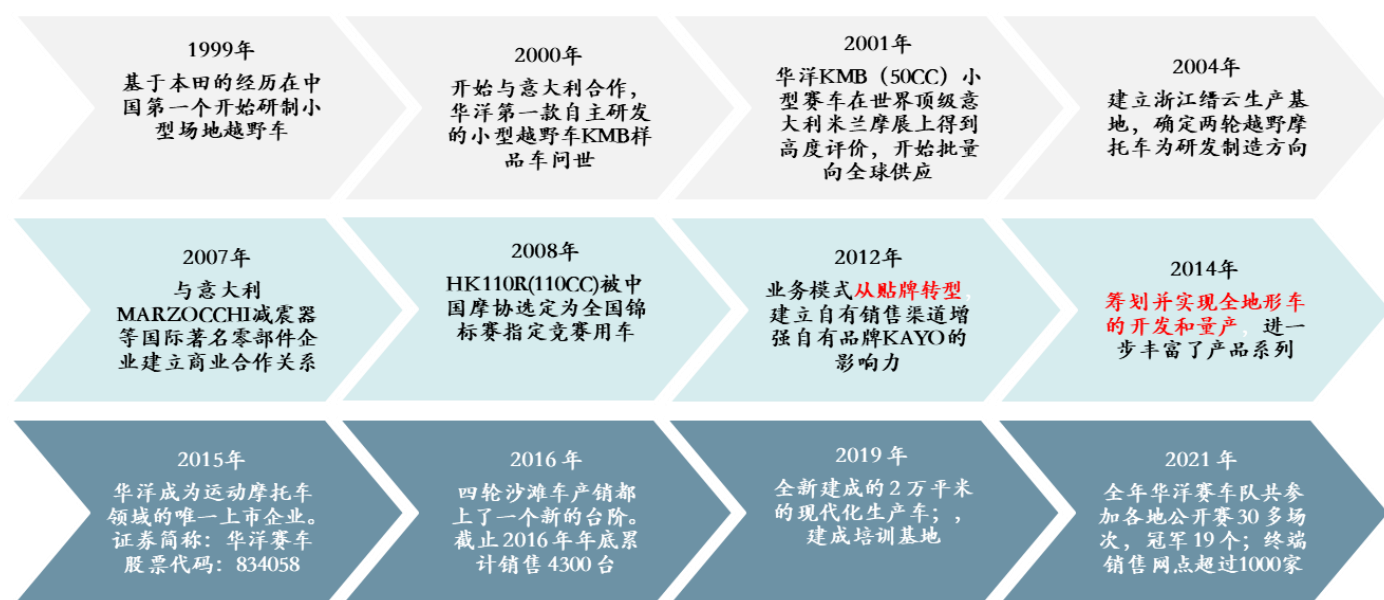 1999年
基于本田的经历在中
国第一个开始研制小
型场地越野车
2000年
开始与意大利合作，
华洋第一款自主研发
的小型越野车KMB样
品车问世
2001年
华洋KMB（50CC）小
型赛车在世界顶级意
大利米兰摩展上得到
高度评价，开始批量
向全球供应
2004年
建立浙江缙云生产基
地，确定两轮越野摩
托车为研发制造方向
2007年
与意大利
MARZOCCHI减震器
等国际著名零部件企
业建立商业合作关系
2008年
HK110R(110CC)被中
国摩协选定为全国锦
标赛指定竞赛用车
2012年
业务模式从贴牌转型，
建立自有销售渠道增
强自有品牌KAYO的
影响力
2014年
筹划并实现全地形车
的开发和量产，进一
步丰富了产品系列
2015年
华洋成为运动摩托车
领域的唯一上市企业。
证券简称：华洋赛车
股票代码：834058
2016 年
四轮沙滩车产销都
上了一个新的台阶。
截止2016年年底累
计销售 4300 台
2019 年
全新建成的 2 万平米
的现代化生产车；，
建成培训基地
2021 年
全年华洋赛车队共参
加各地公开赛 30 多场
次，冠军 19 个；终端
销售网点超过1000家